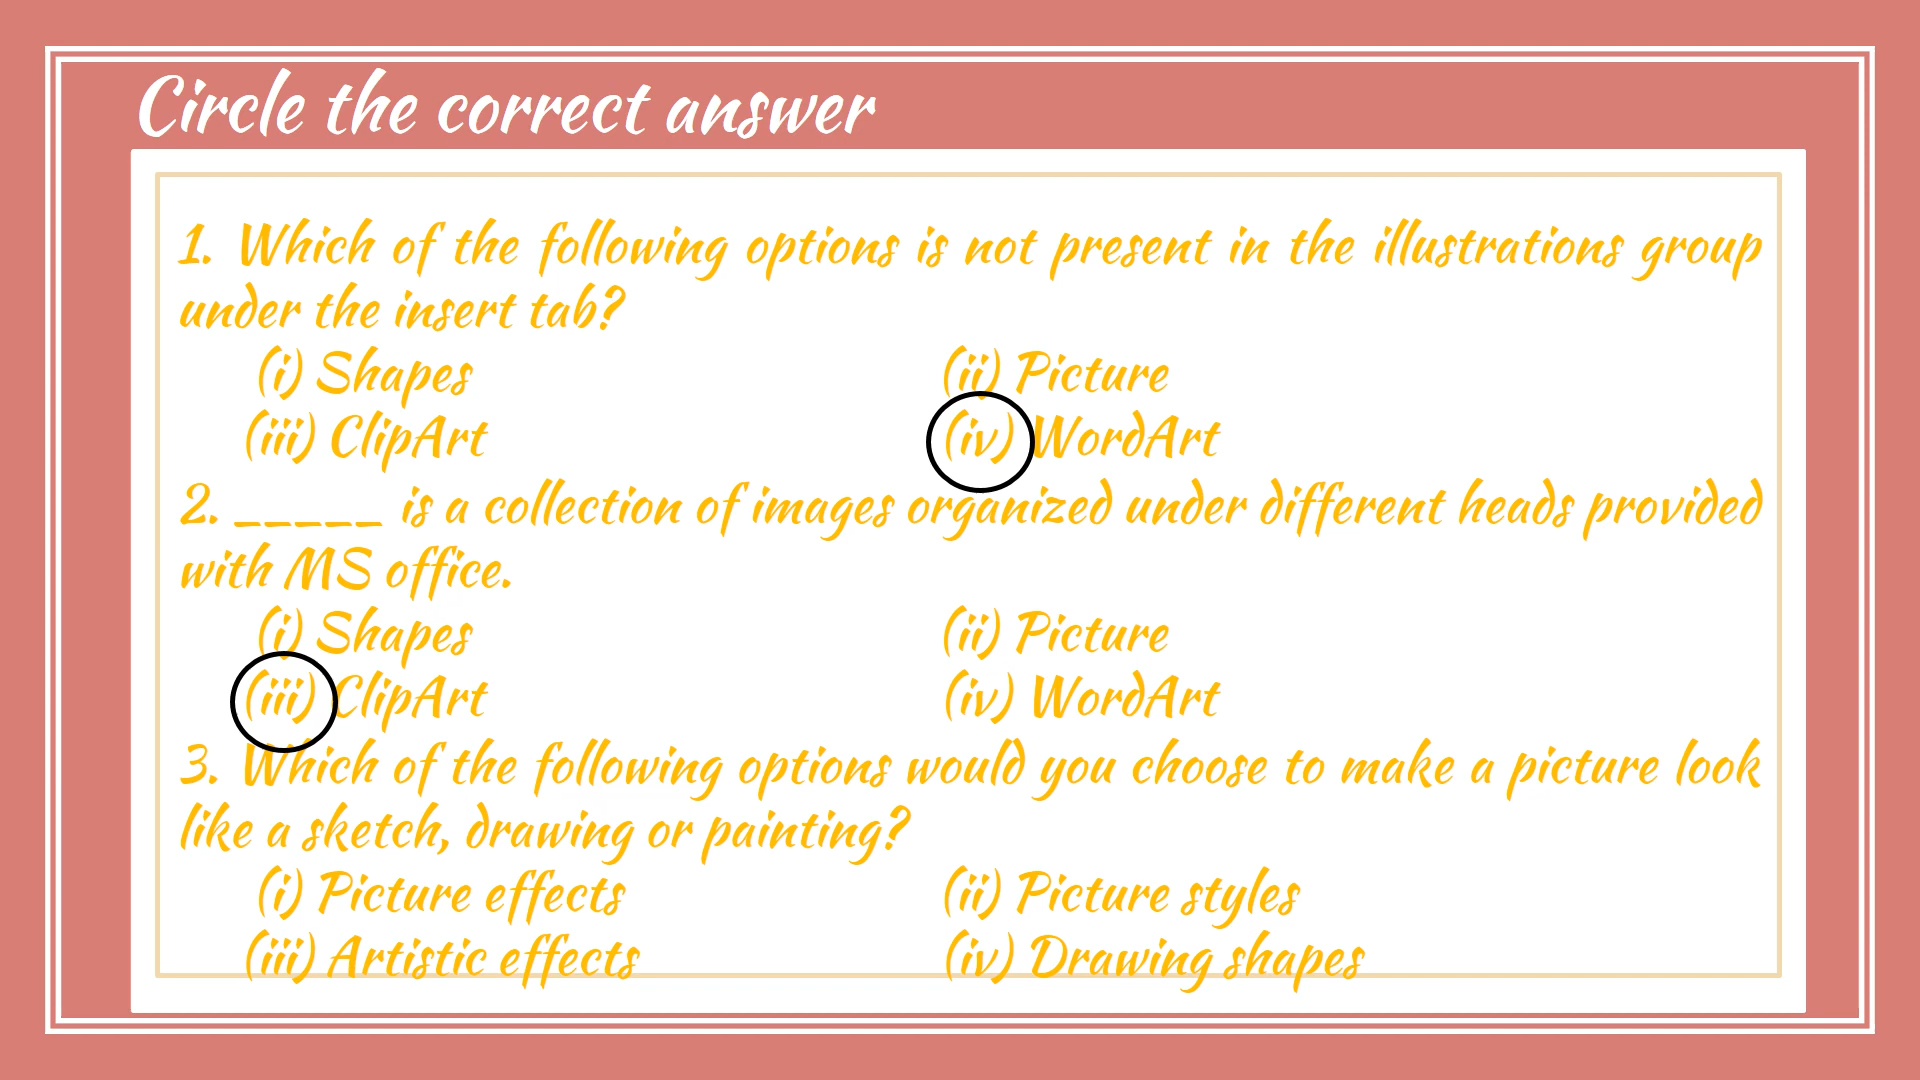 Circle the correct answer
1. Which of the following options is not present in the illustrations group
under the insert tab?
(i) Shapes (ii) Picture
(iii) ClipArt (iv) WordArt
2. _____ is a collection of images organized under different heads provided
with MS office.
(i) Shapes (ii) Picture
(iii) ClipArt (iv) WordArt
3. Which of the following options would you choose to make a picture look
like a sketch, drawing or painting?
(i) Picture effects (ii) Picture styles
(iii) Artistic effects (iv) Drawing shapes